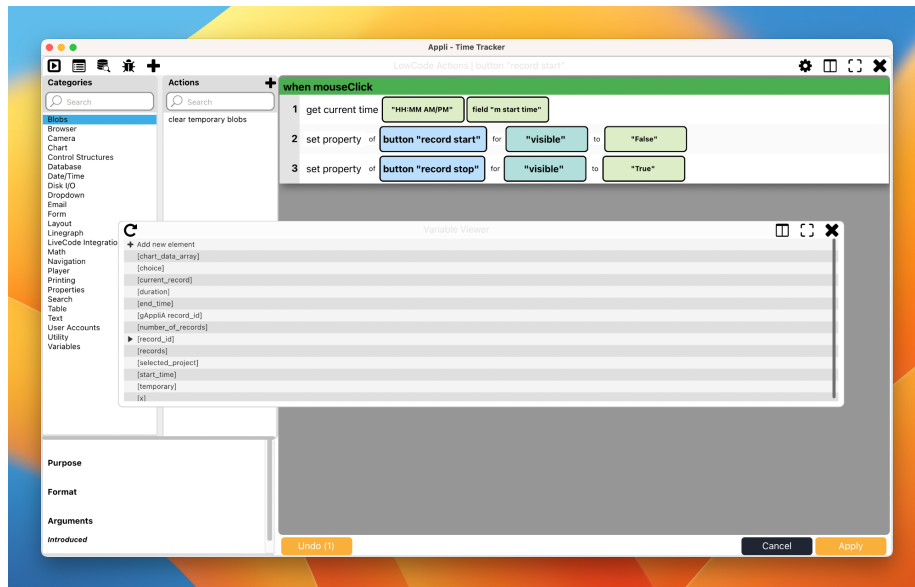 Appli - Time Tracker
LowCode Actions | button "record start"
Categories
Search
Blobs
Browser
Camera
Chart
Control Structures
Database
Date/Time
Disk I/O
Dropdown
Email
Form
Layout
Linegraph
LiveCode Integratio
Math
Navigation
Player
Printing
Properties
Search
Table
Text
User Accounts
Utility
Variables
Actions
Search
clear temporary blobs
when mouseClick
1 get current time "HH:MM AM/PM" field "m start time"
2 set property of button "record start" for "visible" to "False"
3 set property of button "record stop" for "visible" to "True"
Variable Viewer
Add new element
[chart_data_array]
[choice]
[current_record]
[duration]
[end_time]
[gAppliA record_id]
[number_of_records]
[record_id]
[records]
[selected_project]
[start_time]
[temporary]
[x]
Purpose
Format
Arguments
Introduced
Undo (1)
Cancel
Apply